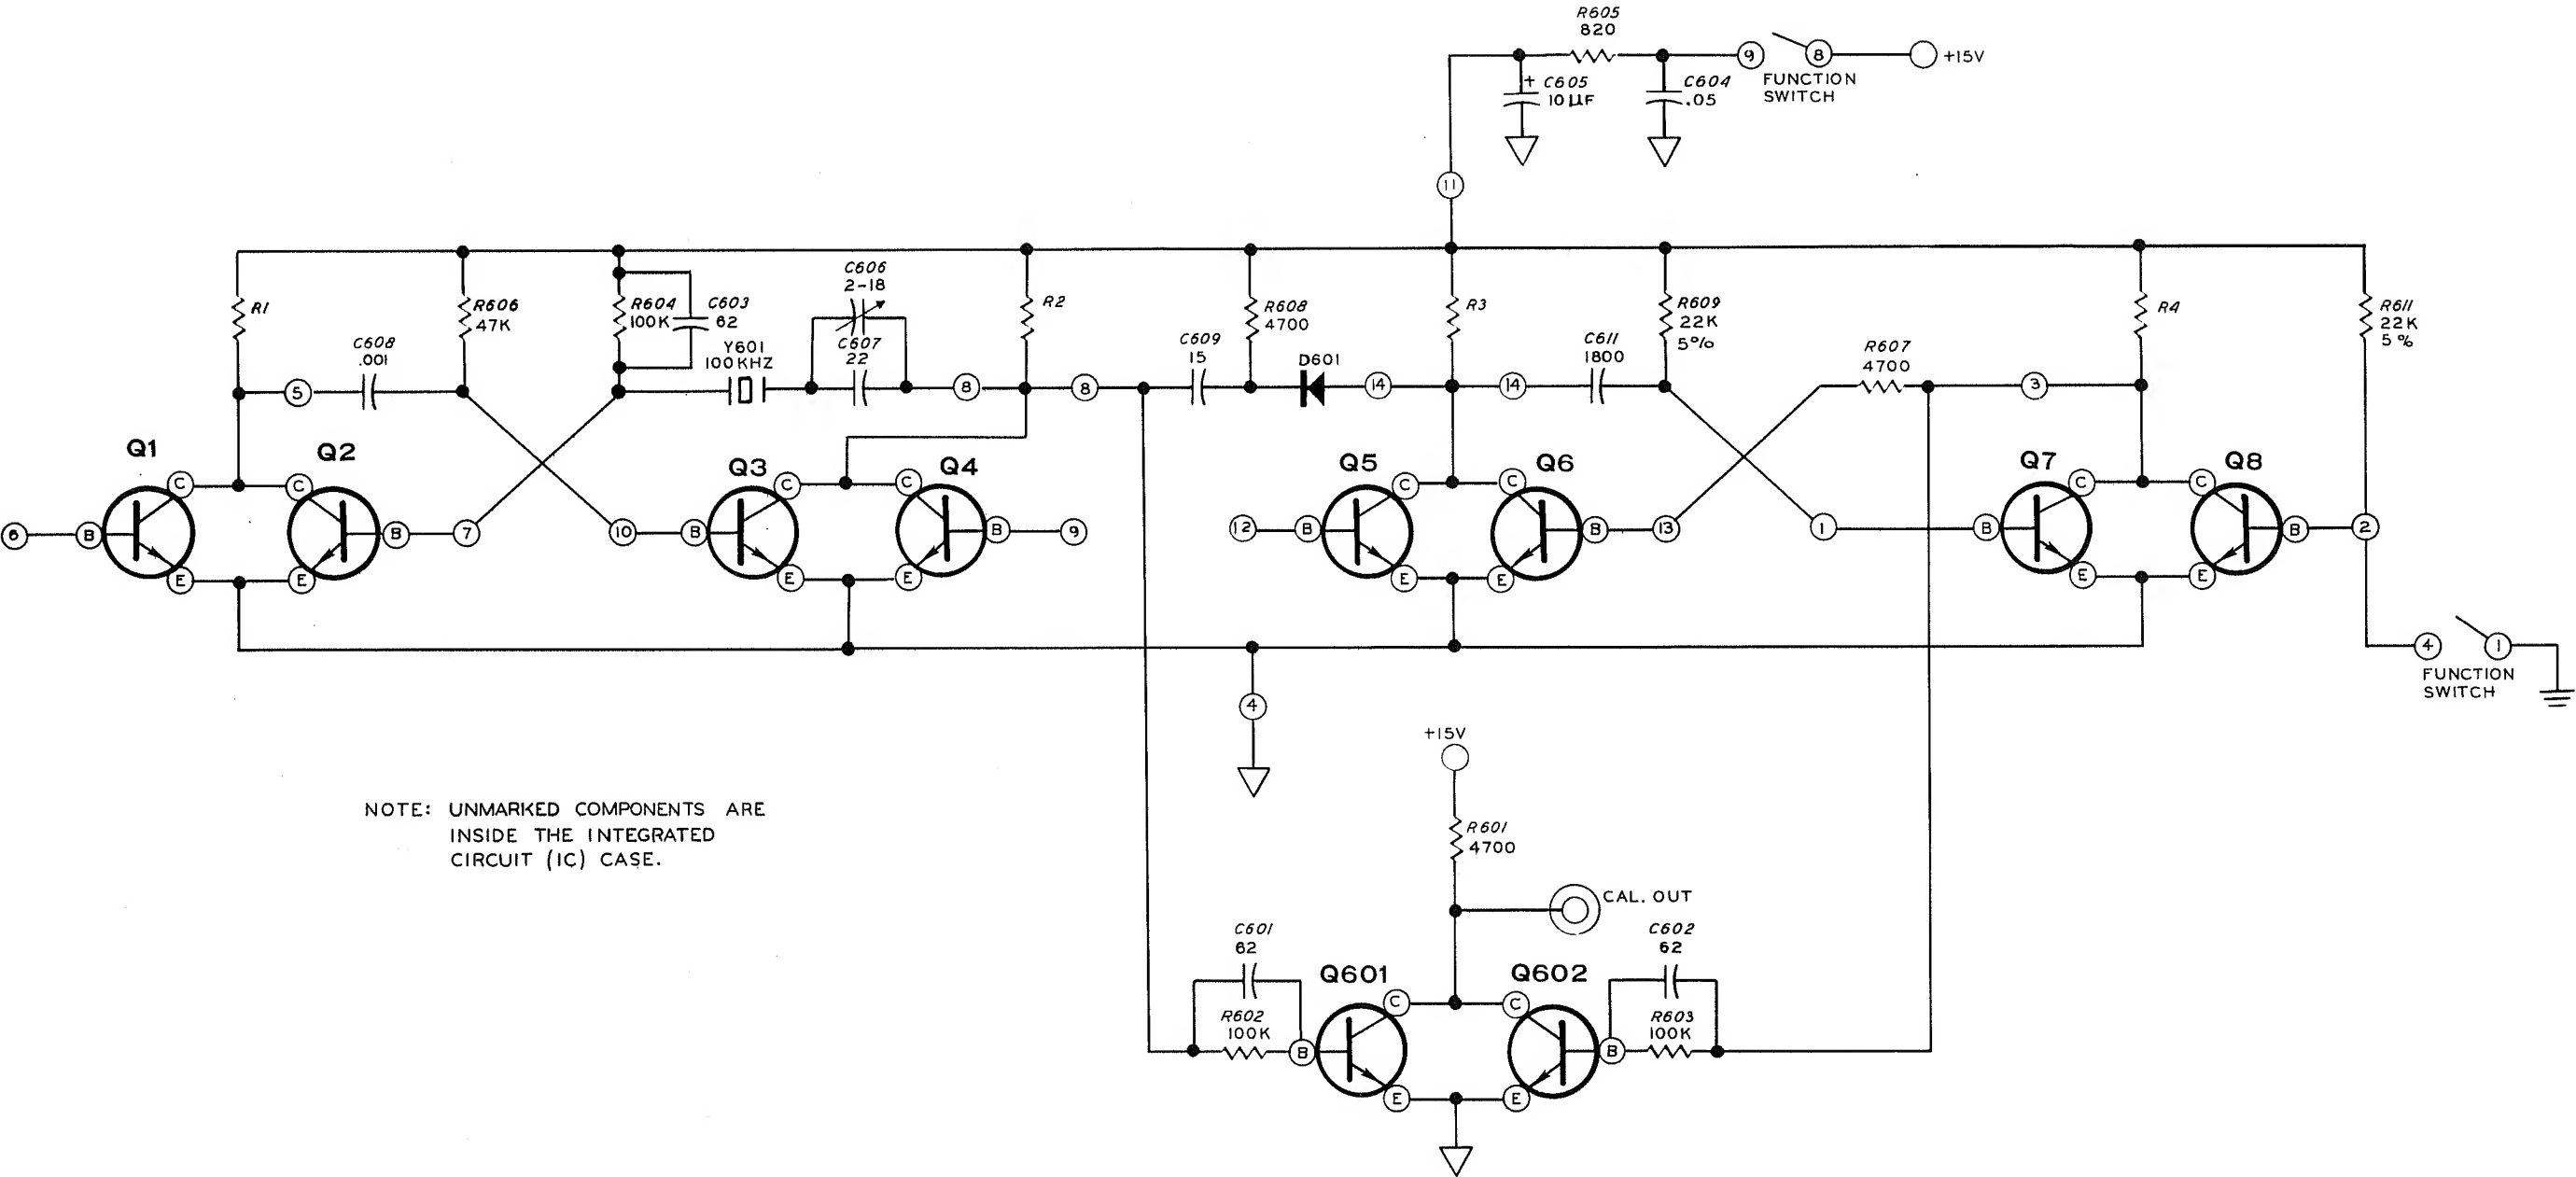 R605
820
9
8
+15V
+ C605
10 µF
C604
.05
FUNCTION
SWITCH
11
R1
R606
47K
R604
100K
C603
62
C606
2-18
R2
R608
4700
R3
R609
22K
5%
R4
R611
22K
5%
C608
.001
Y601
100KHZ
C607
22
C609
15
D601
C611
1800
R607
4700
5
8
8
14
14
3
Q1
Q2
Q3
Q4
Q5
Q6
Q7
Q8
C
C
C
C
C
C
C
C
6
B
B
7
10
B
B
9
12
B
B
13
1
B
B
2
E
E
E
E
E
E
E
E
4
1
FUNCTION
SWITCH
4
+15V
NOTE: UNMARKED COMPONENTS ARE
INSIDE THE INTEGRATED
CIRCUIT (IC) CASE.
R601
4700
CAL. OUT
C601
62
C602
62
Q601
Q602
C
C
R602
100K
R603
100K
B
B
E
E